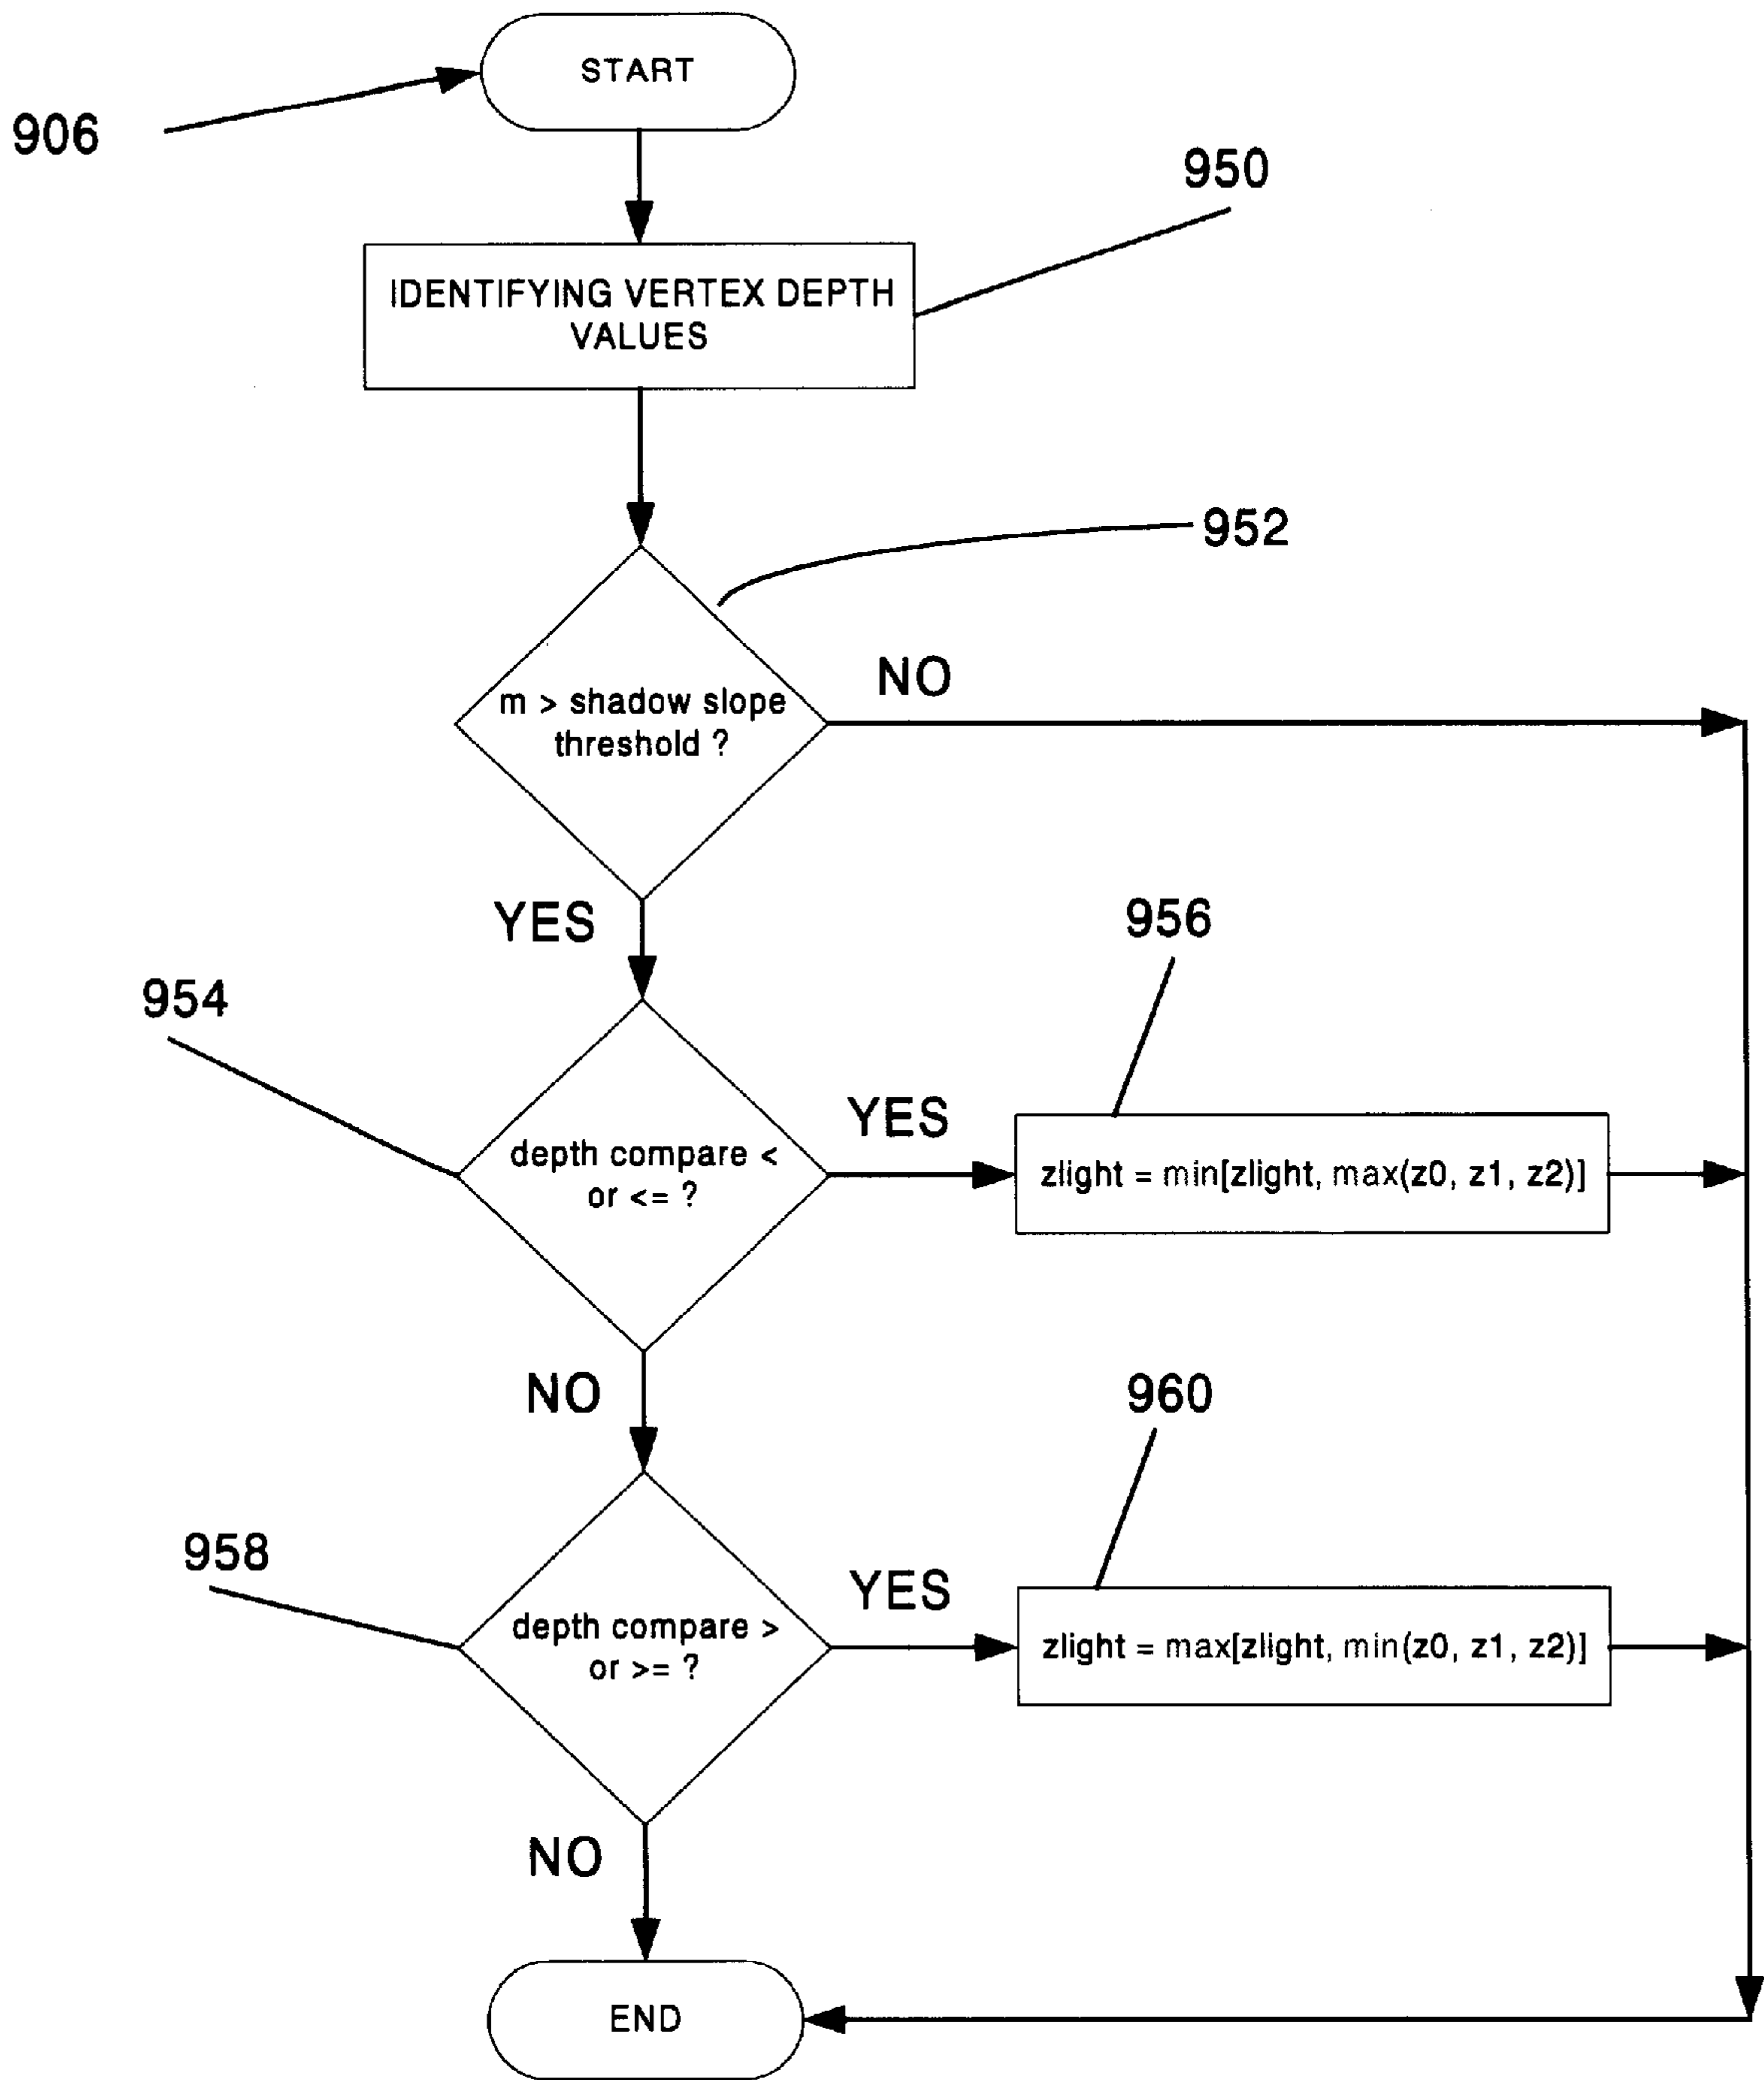 START
906
950
IDENTIFYING VERTEX DEPTH
VALUES
952
m > shadow slope
threshold ?
NO
YES
956
954
depth compare <
or <= ?
YES
zlight = min[zlight, max(z0, z1, z2)]
NO
960
958
depth compare >
or >= ?
YES
zlight = max[zlight, min(z0, z1, z2)]
NO
END